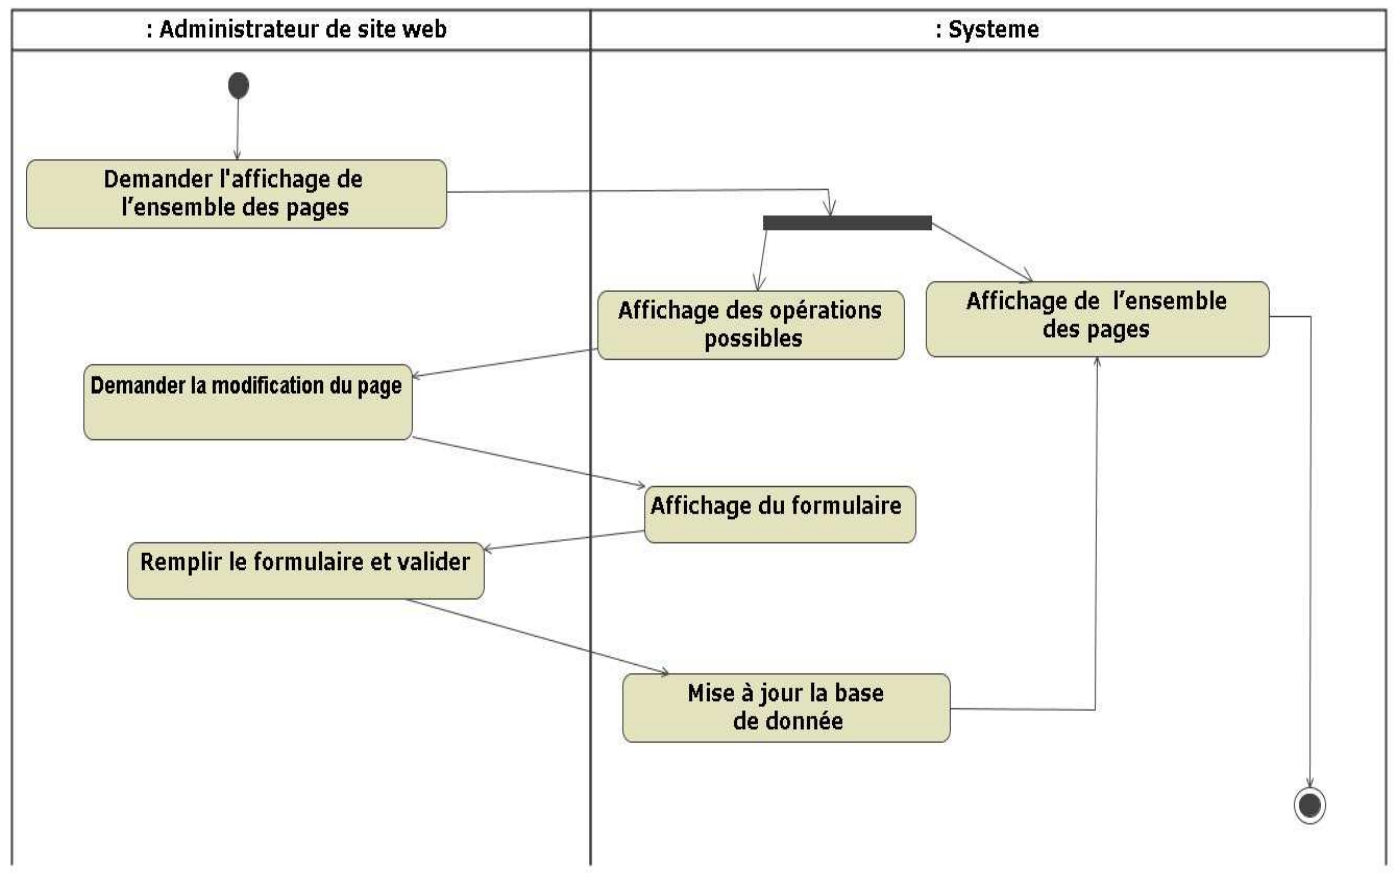 : Administrateur de site web
: Systeme
Demander l'affichage de
l’ensemble des pages
Affichage des opérations
possibles
Affichage de l’ensemble
des pages
Demander la modification du page
Affichage du formulaire
Remplir le formulaire et valider
Mise à jour la base
de donnée